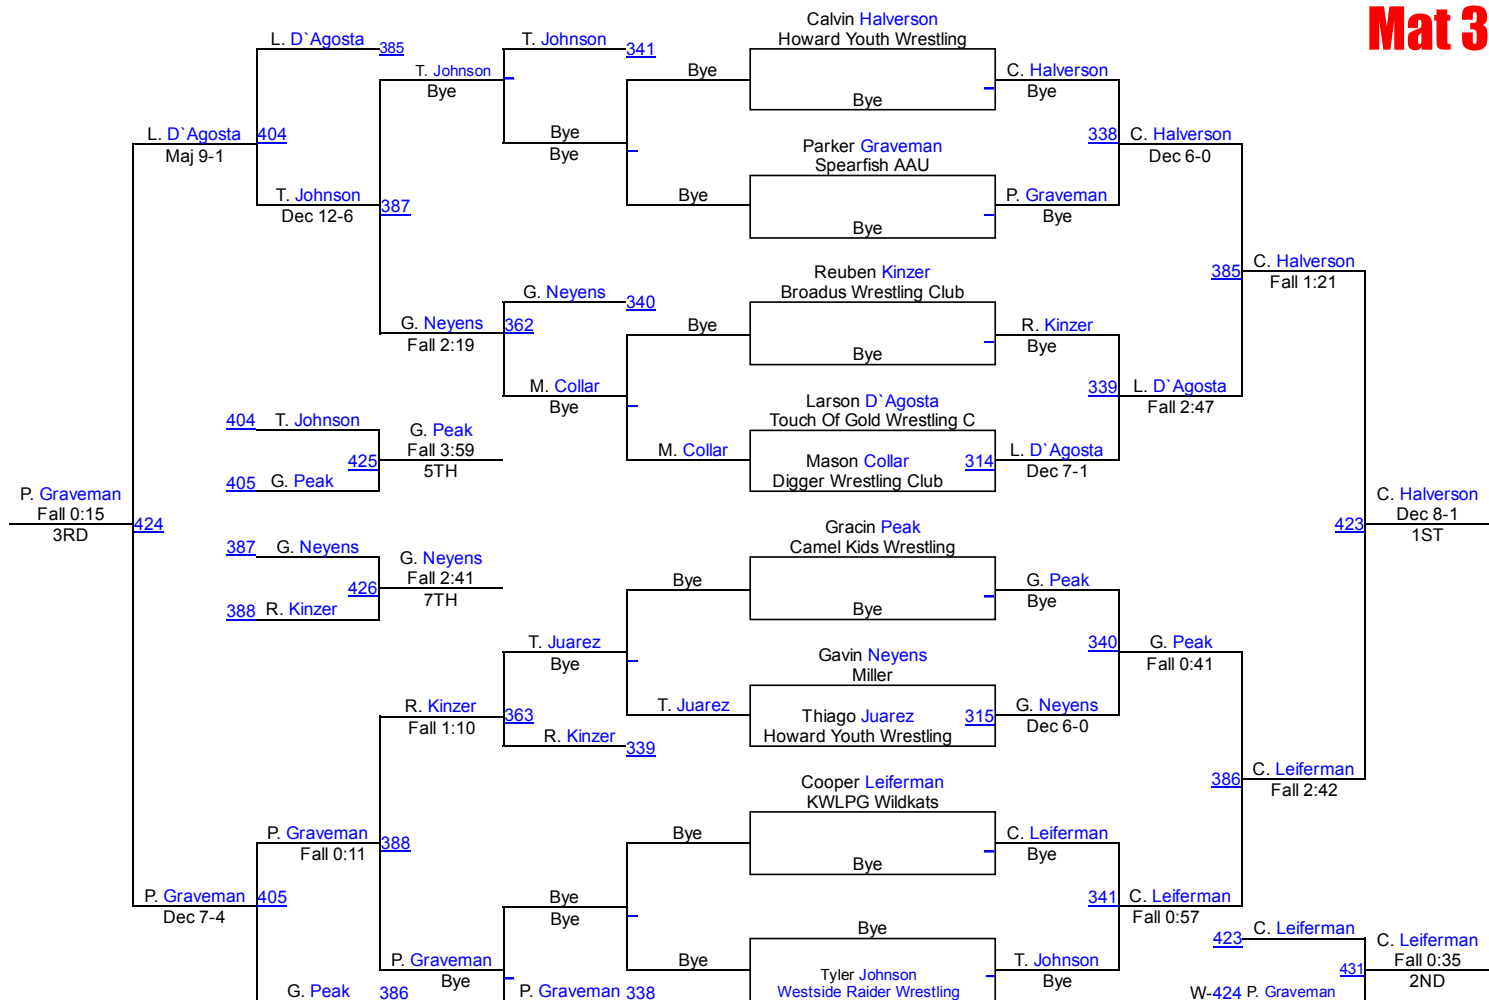 Mat 3
Calvin Halverson
Howard Youth Wrestling
L. D`Agosta
385
T. Johnson
341
T. Johnson
Bye
Bye
Bye
C. Halverson
Bye
L. D`Agosta
404
Maj 9-1
Bye
Bye
Parker Graveman
Spearfish AAU
338
C. Halverson
Dec 6-0
T. Johnson
387
Dec 12-6
Bye
Bye
P. Graveman
Bye
Reuben Kinzer
Broadus Wrestling Club
385
C. Halverson
Fall 1:21
G. Neyens
340
G. Neyens
362
Fall 2:19
Bye
Bye
R. Kinzer
Bye
M. Collar
Bye
339
L. D`Agosta
Fall 2:47
Larson D`Agosta
Touch Of Gold Wrestling C
404
T. Johnson
G. Peak
Fall 3:59
5TH
425
405
G. Peak
M. Collar
Mason Collar
Digger Wrestling Club
314
L. D`Agosta
Dec 7-1
P. Graveman
Fall 0:15
3RD
424
C. Halverson
Dec 8-1
1ST
423
Gracin Peak
Camel Kids Wrestling
387
G. Neyens
G. Neyens
Fall 2:41
7TH
426
388
R. Kinzer
Bye
Bye
G. Peak
Bye
T. Juarez
Bye
340
G. Peak
Fall 0:41
Gavin Neyens
Miller
R. Kinzer
363
Fall 1:10
T. Juarez
Thiago Juarez
Howard Youth Wrestling
315
G. Neyens
Dec 6-0
R. Kinzer
339
Cooper Leiferman
KWLPG Wildkats
386
C. Leiferman
Fall 2:42
P. Graveman
388
Fall 0:11
Bye
Bye
C. Leiferman
Bye
P. Graveman
405
Dec 7-4
Bye
Bye
341
C. Leiferman
Fall 0:57
Bye
423
C. Leiferman
C. Leiferman
Fall 0:35
2ND
431
P. Graveman
Bye
Bye
Tyler Johnson
Westside Raider Wrestling
T. Johnson
Bye
G. Peak
386
P. Graveman
338
W-424
P. Graveman